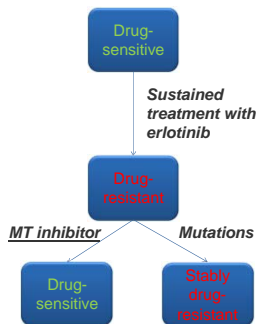 Drug-
sensitive
Sustained
treatment with
erlotinib
Drug-
resistant
MT inhibitor
Mutations
Drug-
sensitive
Stably
drug-
resistant